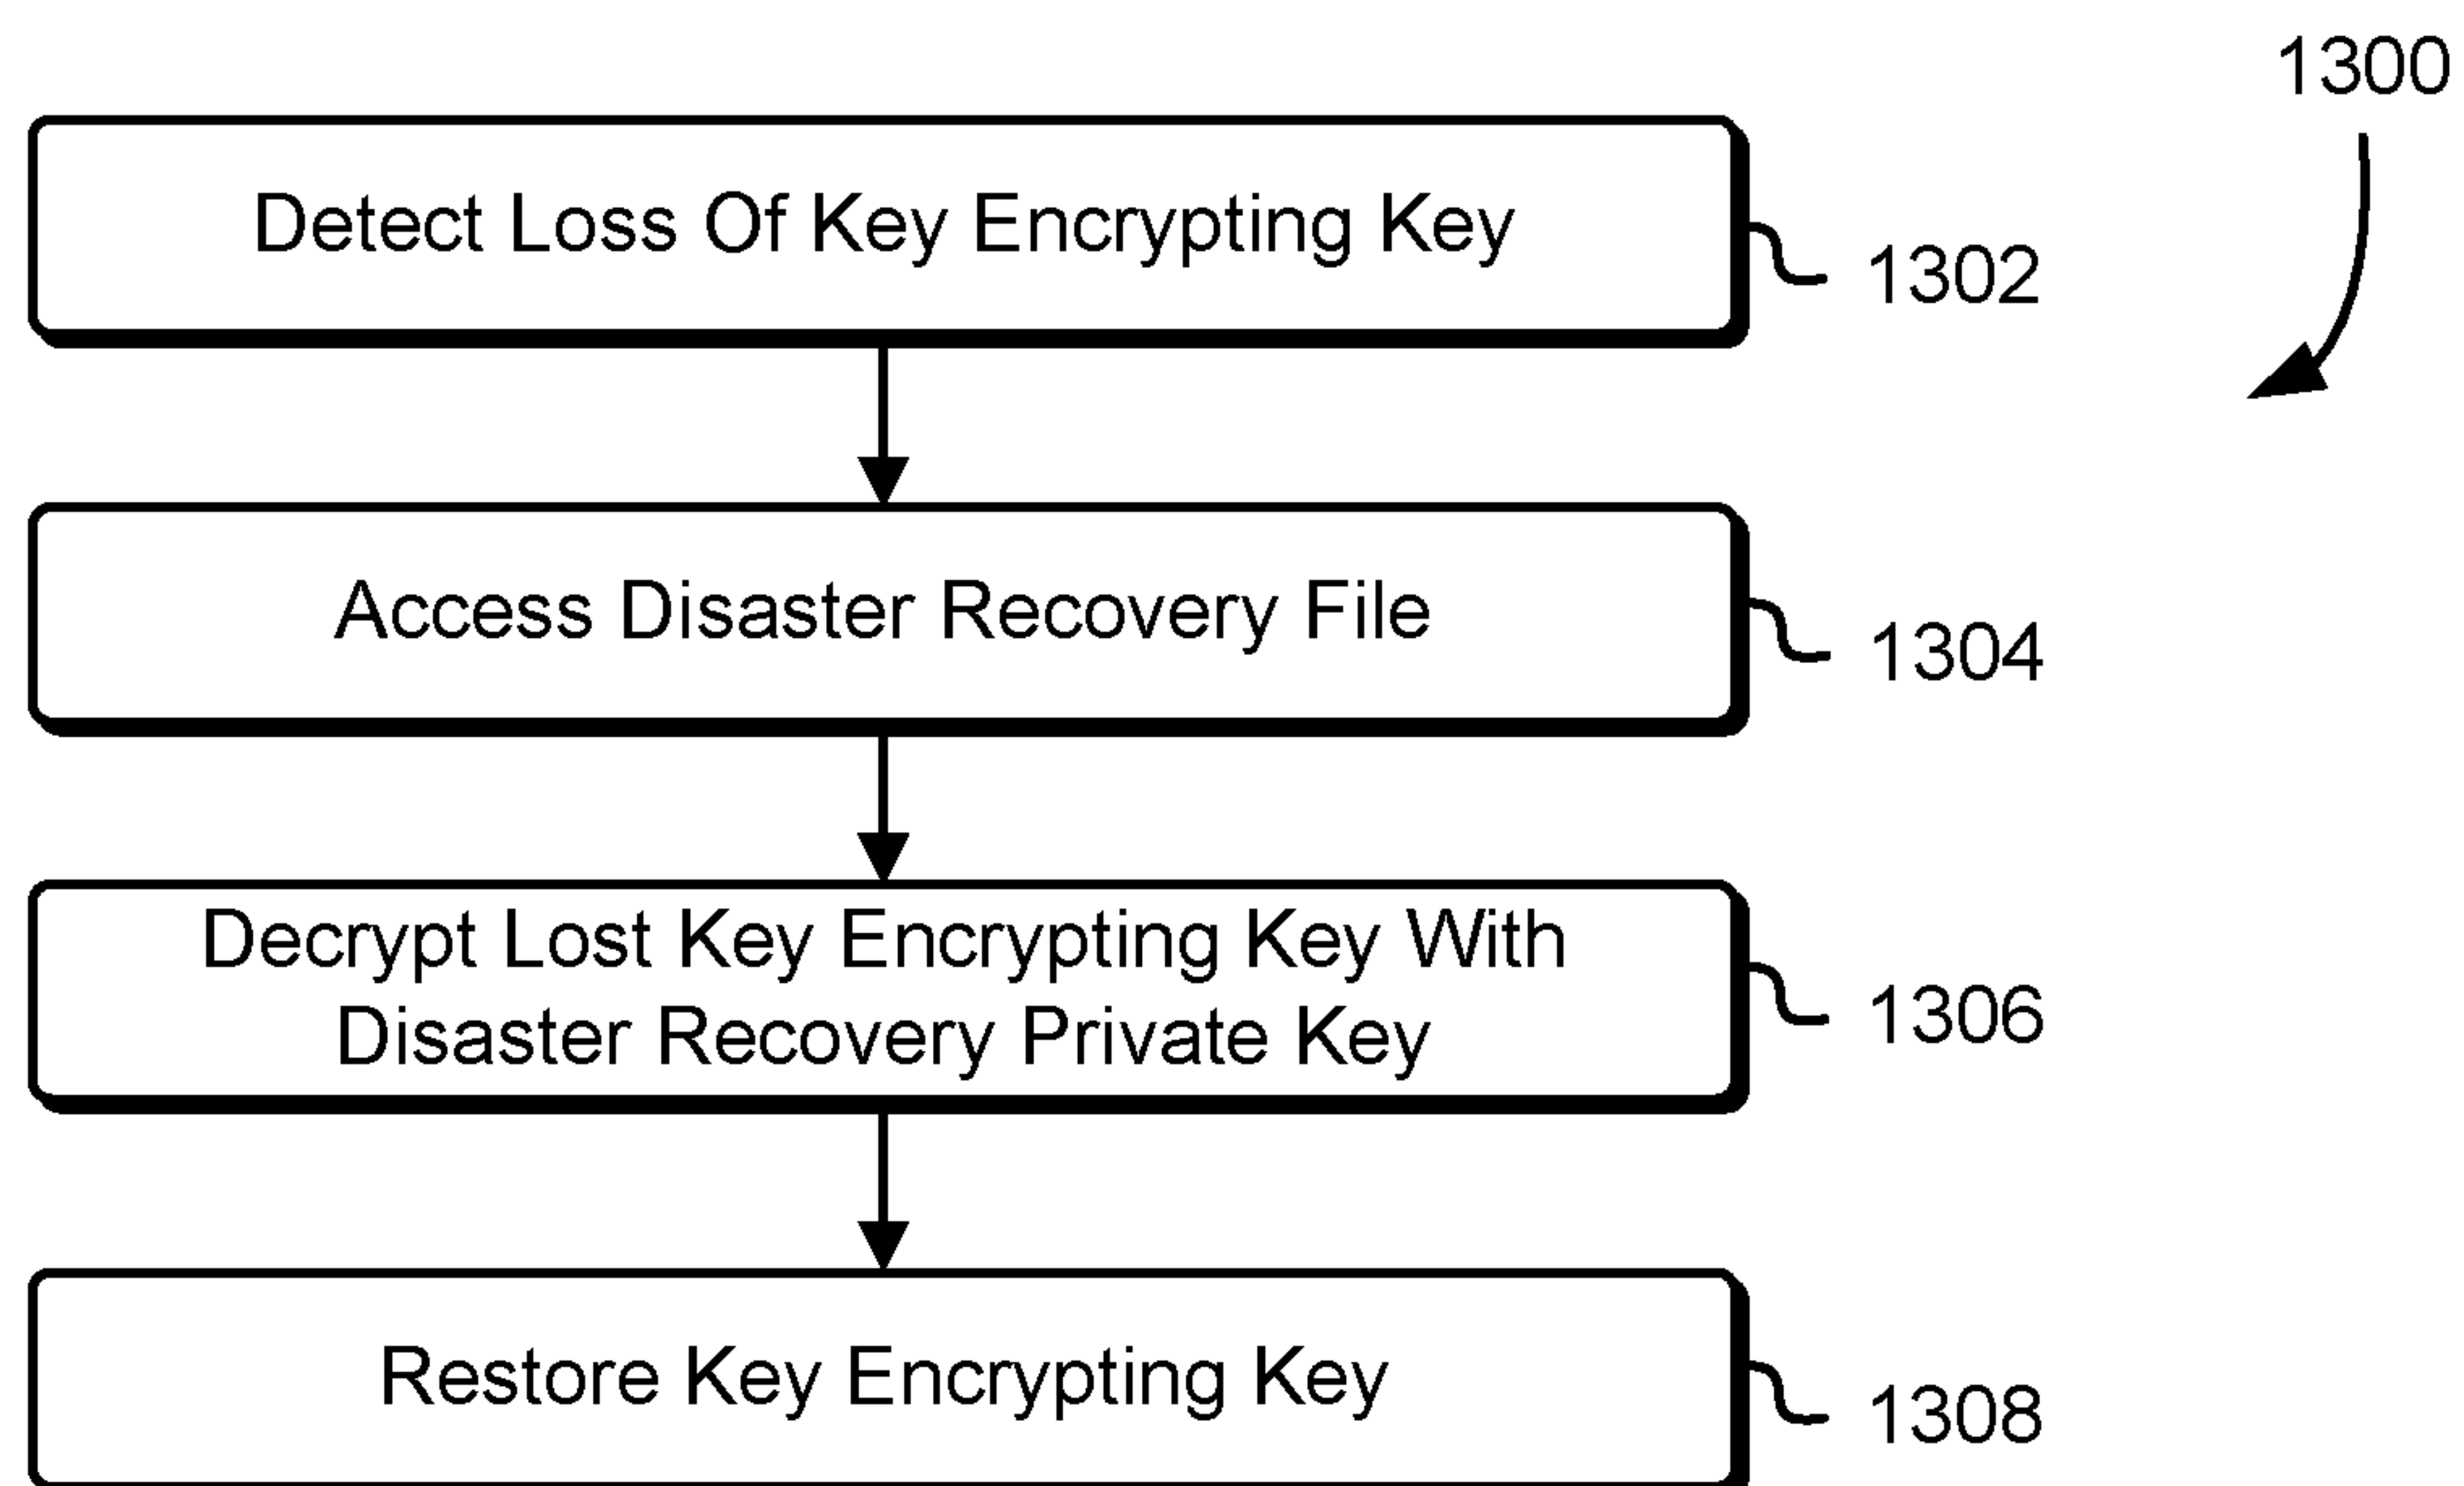 1300
Detect Loss Of Key Encrypting Key
1302
Access Disaster Recovery File
1304
Decrypt Lost Key Encrypting Key With
Disaster Recovery Private Key
1306
Restore Key Encrypting Key
1308